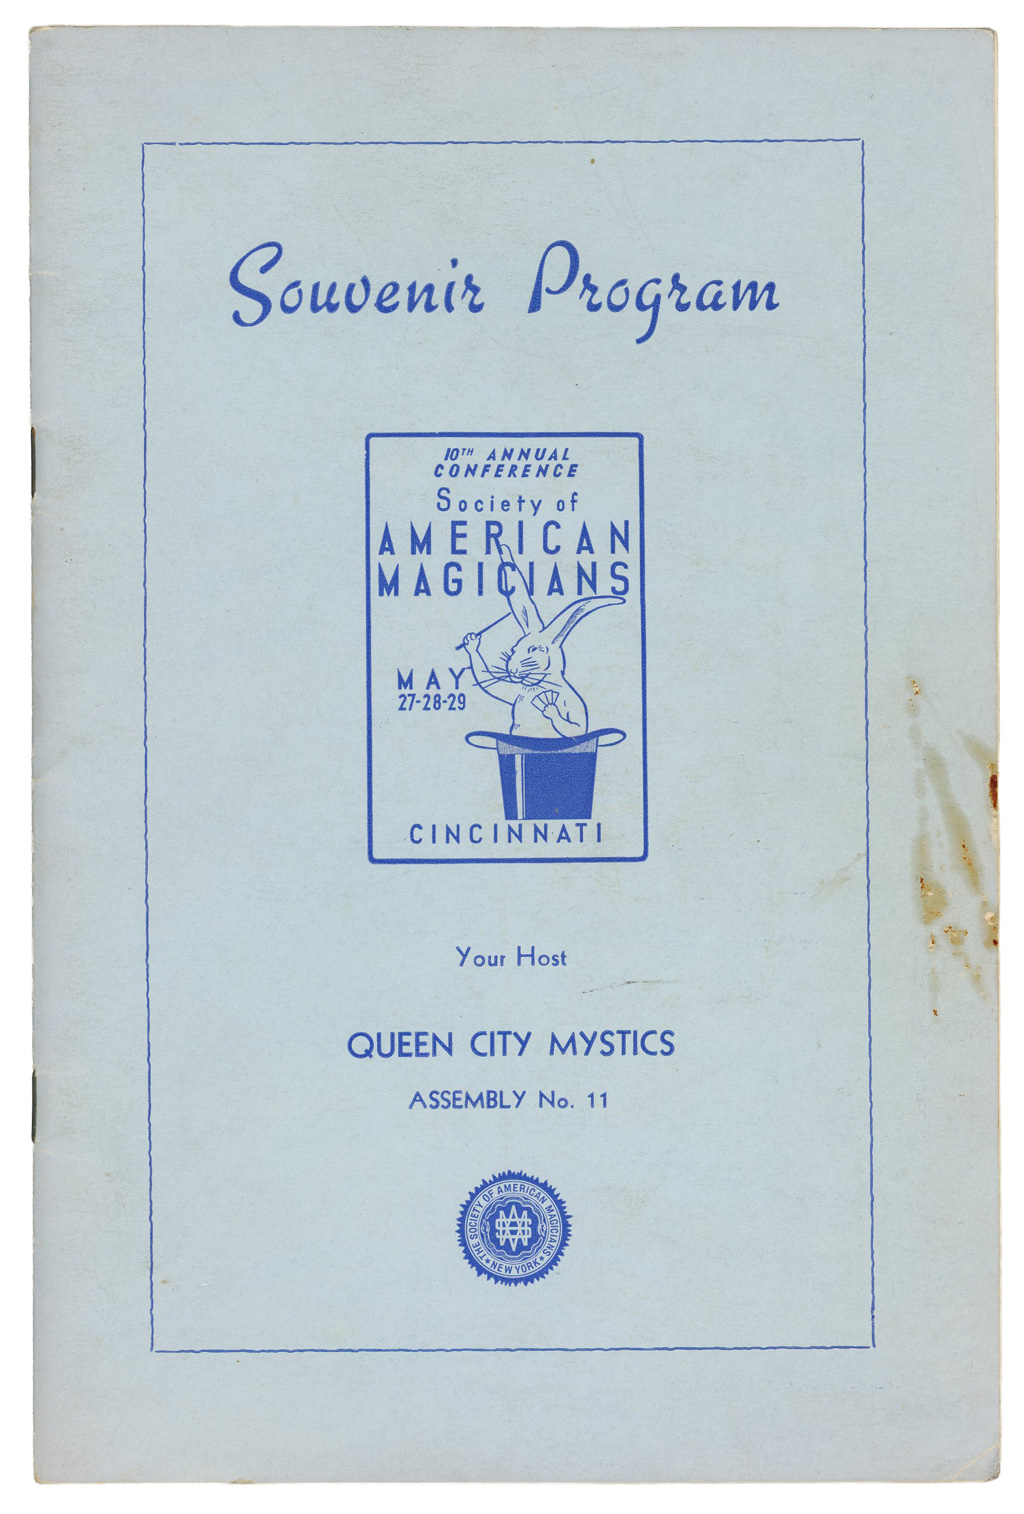 Souvenir Program
10TH ANNUAL
CONFERENCE
Society of
AMERICAN
MAGICIANS
MAY
27-28-29
CINCINNATI
Your Host
QUEEN CITY MYSTICS
ASSEMBLY No. 11
THE SOCIETY OF AMERICAN MAGICIANS
SAM
NEW YORK